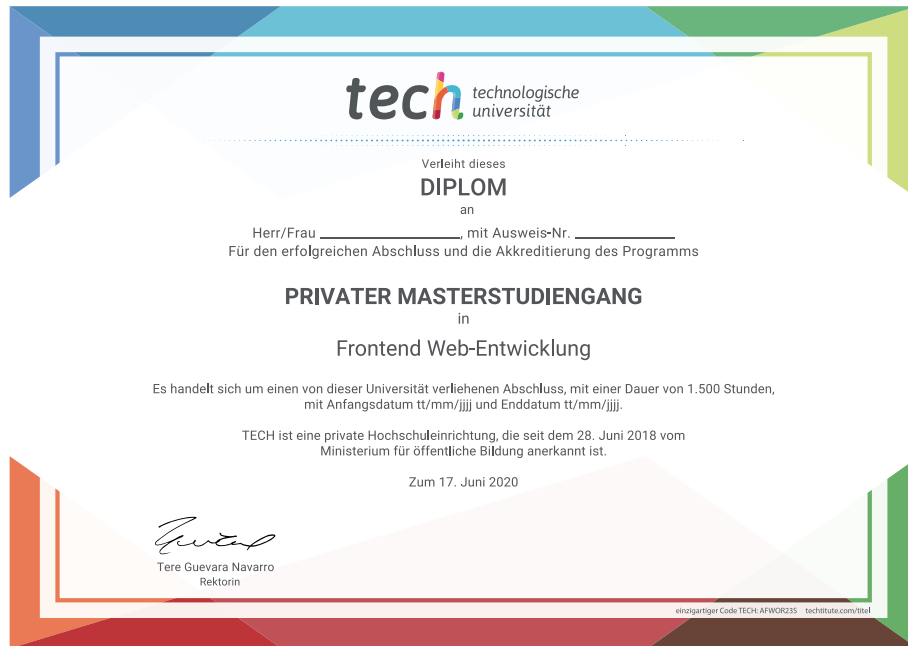 tech technologische
universität
Verleiht dieses
DIPLOM
an
Herr/Frau ____________________, mit Ausweis-Nr. ______________
Für den erfolgreichen Abschluss und die Akkreditierung des Programms
PRIVATER MASTERSTUDIENGANG
in
Frontend Web-Entwicklung
Es handelt sich um einen von dieser Universität verliehenen Abschluss, mit einer Dauer von 1.500 Stunden,
mit Anfangsdatum tt/mm/jjjj und Enddatum tt/mm/jjjj.
TECH ist eine private Hochschuleinrichtung, die seit dem 28. Juni 2018 vom
Ministerium für öffentliche Bildung anerkannt ist.
Zum 17. Juni 2020
Tere Guevara Navarro
Rektorin
einzigartiger Code TECH: AFWOR23S techtitute.com/titel